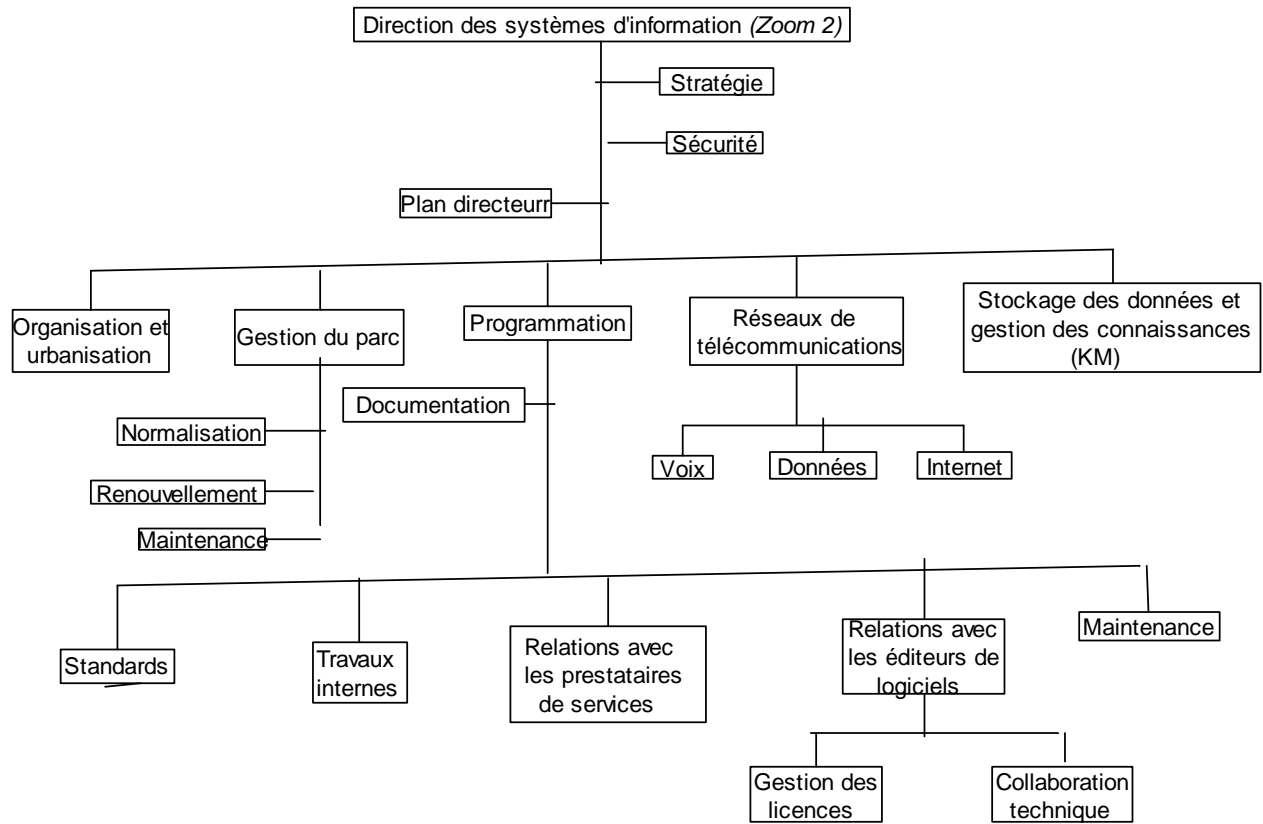 Direction des systèmes d'information (Zoom 2)
Stratégie
Sécurité
Plan directeurr
Organisation et
urbanisation
Gestion du parc
Programmation
Réseaux de
télécommunications
Stockage des données et
gestion des connaissances
(KM)
Documentation
Normalisation
Renouvellement
Maintenance
Voix
Données
Internet
Standards
Travaux
internes
Relations avec
les prestataires
de services
Relations avec
les éditeurs de
logiciels
Maintenance
Gestion des
licences
Collaboration
technique